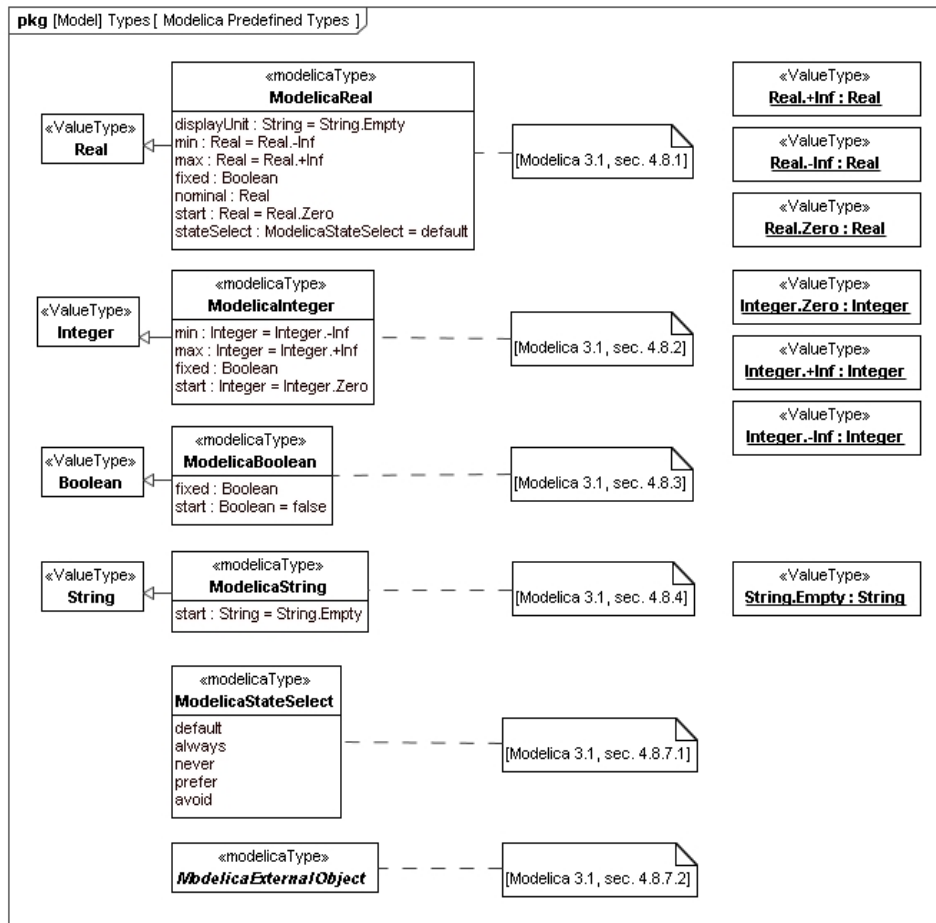 pkg [Model] Types [ Modelica Predefined Types ]
«modelicaType»
ModelicaReal
displayUnit : String = String.Empty
min : Real = Real.-Inf
max : Real = Real.+Inf
fixed : Boolean
nominal : Real
start : Real = Real.Zero
stateSelect : ModelicaStateSelect = default
«ValueType»
Real
[Modelica 3.1, sec. 4.8.1]
«ValueType»
Real.+Inf : Real
«ValueType»
Real.-Inf : Real
«ValueType»
Real.Zero : Real
«modelicaType»
ModelicaInteger
min : Integer = Integer.-Inf
max : Integer = Integer.+Inf
fixed : Boolean
start : Integer = Integer.Zero
«ValueType»
Integer
[Modelica 3.1, sec. 4.8.2]
«ValueType»
Integer.Zero : Integer
«ValueType»
Integer.+Inf : Integer
«ValueType»
Integer.-Inf : Integer
«modelicaType»
ModelicaBoolean
fixed : Boolean
start : Boolean = false
«ValueType»
Boolean
[Modelica 3.1, sec. 4.8.3]
«modelicaType»
ModelicaString
start : String = String.Empty
«ValueType»
String
[Modelica 3.1, sec. 4.8.4]
«ValueType»
String.Empty : String
«modelicaType»
ModelicaStateSelect
default
always
never
prefer
avoid
[Modelica 3.1, sec. 4.8.7.1]
«modelicaType»
ModelicaExternalObject
[Modelica 3.1, sec. 4.8.7.2]